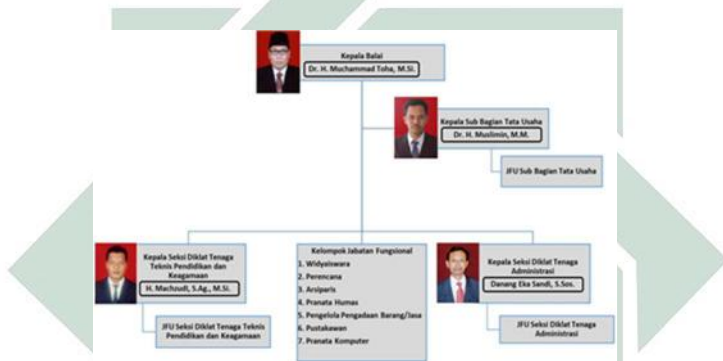 Kepala Balai
Dr. H. Muchammad Toha, M.Si.
Kepala Sub Bagian Tata Usaha
Dr. H. Muslimin, M.M.
JFU Sub Bagian Tata Usaha
Kepala Seksi Diklat Tenaga
Teknis Pendidikan dan
Keagamaan
H. Machzudi, S.Ag., M.Si.
JFU Seksi Diklat Tenaga Teknis
Pendidikan dan Keagamaan
Kelompok Jabatan Fungsional
1. Widyaiswara
2. Perencana
3. Arsiparis
4. Pranata Humas
5. Pengelola Pengadaan Barang/Jasa
6. Pustakawan
7. Pranata Komputer
Kepala Seksi Diklat Tenaga
Administrasi
Danang Eka Sandi, S.Sos.
JFU Seksi Diklat Tenaga
Administrasi